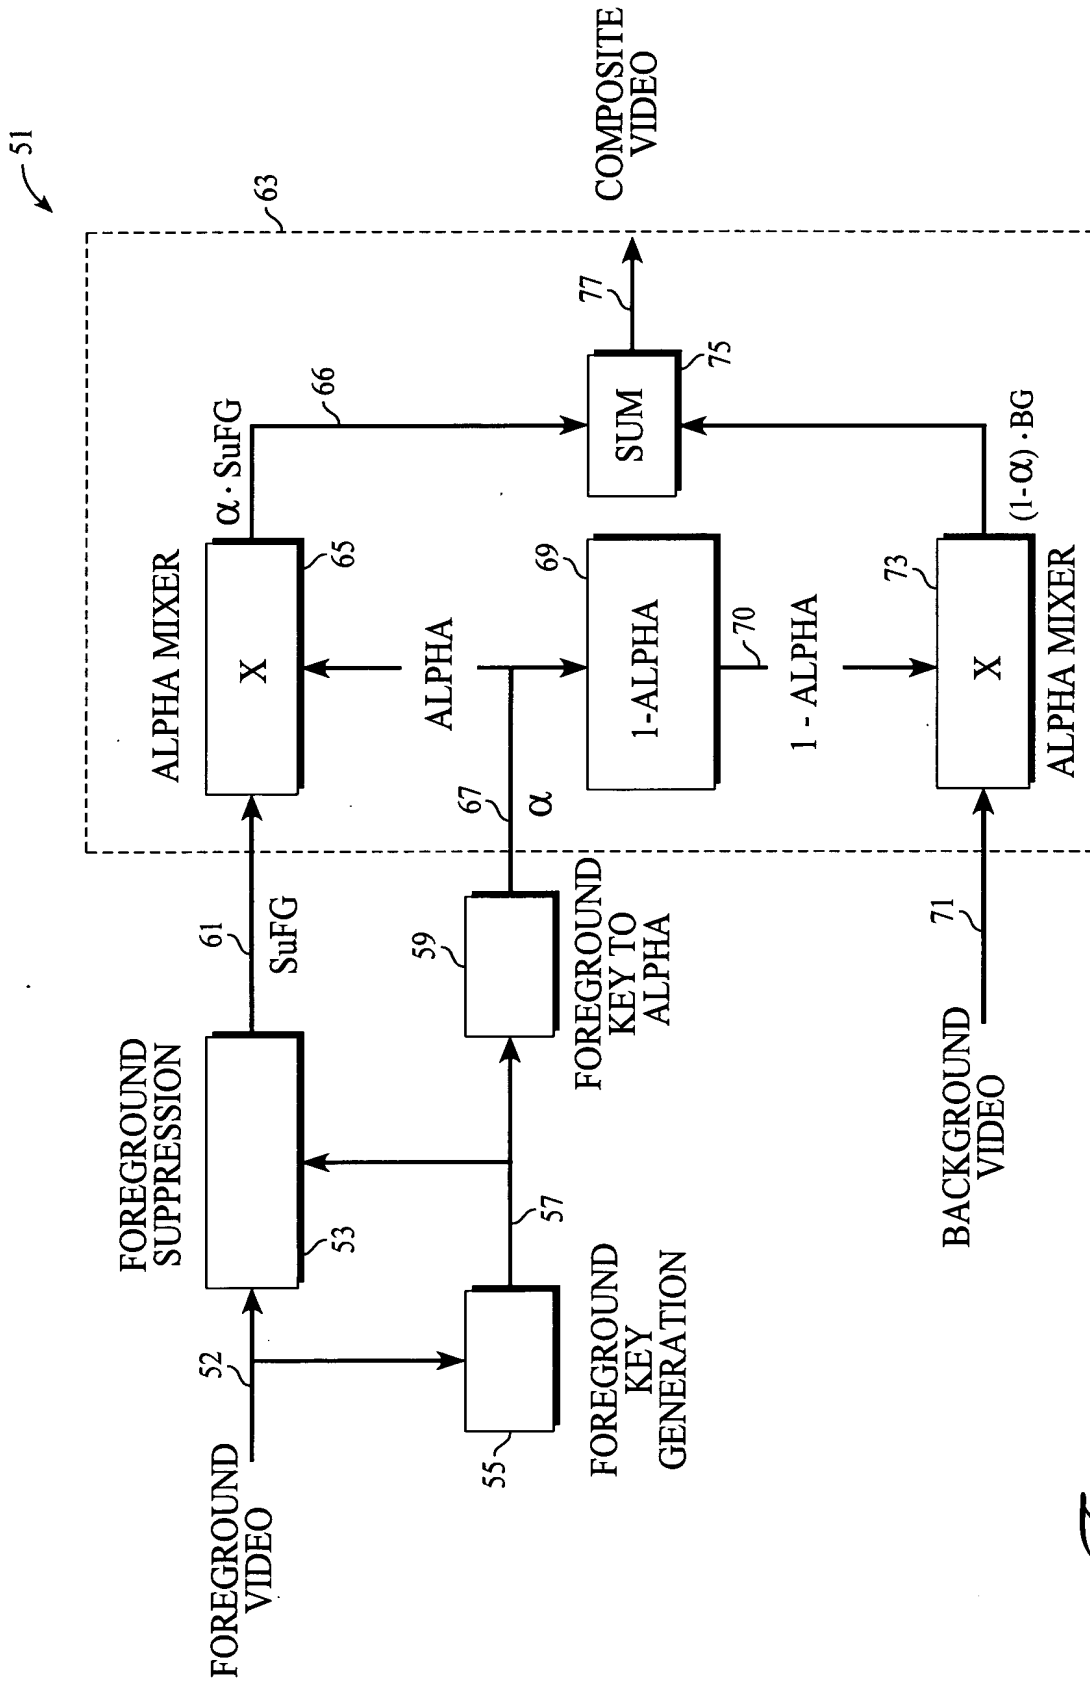 51
63
ALPHA MIXER
α · SuFG
66
X
65
FOREGROUND
SUPPRESSION
61
SuFG
53
FOREGROUND
VIDEO
52
ALPHA
67
α
59
FOREGROUND
KEY TO
ALPHA
57
55
FOREGROUND
KEY
GENERATION
69
1-ALPHA
70
1 - ALPHA
SUM
75
77
COMPOSITE
VIDEO
BACKGROUND
VIDEO
71
73
X
ALPHA MIXER
(1-α) · BG